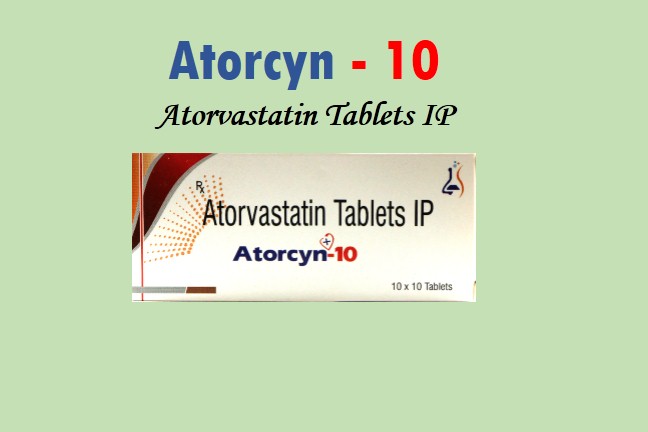 Atorcyn - 10
Atorvastatin Tablets IP
Rx
Atorvastatin Tablets IP
Atorcyn-10
10 x 10 Tablets